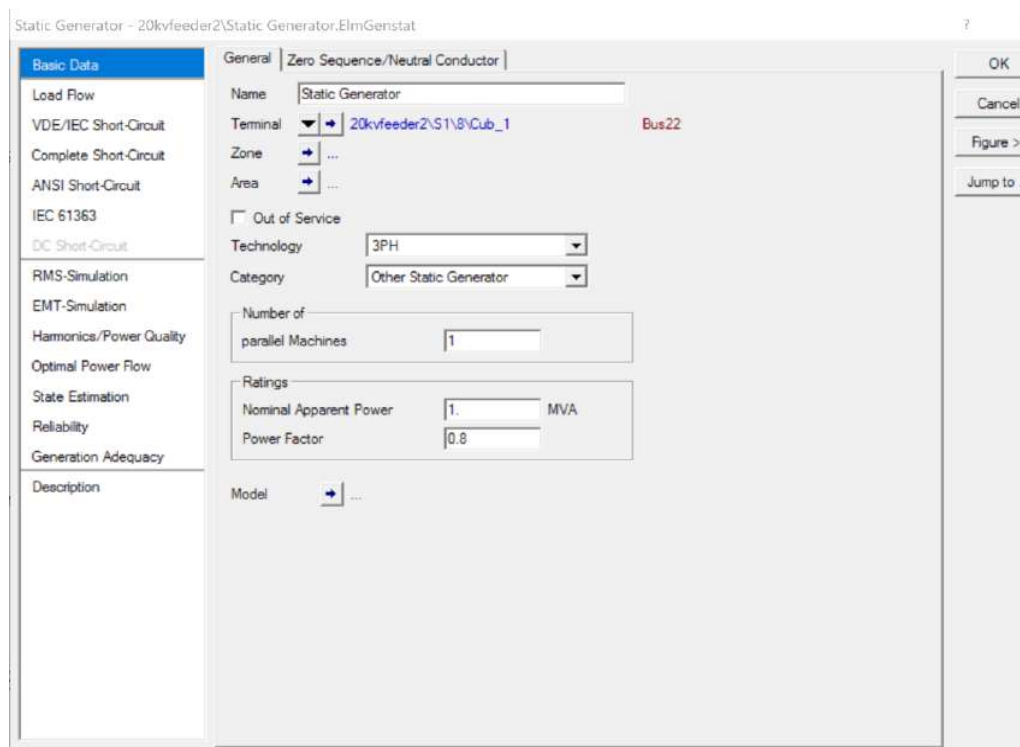 Static Generator - 20kvfeeder2\Static Generator.ElmGenstat ?
Basic Data
Load Flow
VDE/IEC Short-Circuit
Complete Short-Circuit
ANSI Short-Circuit
IEC 61363
DC Short-Circuit
RMS-Simulation
EMT-Simulation
Harmonics/Power Quality
Optimal Power Flow
State Estimation
Reliability
Generation Adequacy
Description
General Zero Sequence/Neutral Conductor
Name Static Generator
Terminal 20kvfeeder2\S1\8\Cub_1 Bus22
Zone ...
Area ...
Out of Service
Technology 3PH
Category Other Static Generator
Number of
parallel Machines 1
Ratings
Nominal Apparent Power 1. MVA
Power Factor 0.8
Model ...
OK
Cancel
Figure >
Jump to .